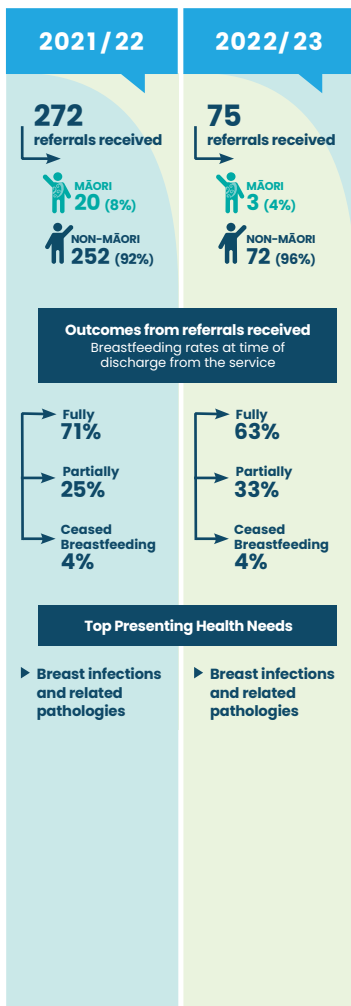 2021/22
272
referrals received
MĀORI
20 (8%)
NON-MĀORI
252 (92%)
2022/23
75
referrals received
MĀORI
3 (4%)
NON-MĀORI
72 (96%)
Outcomes from referrals received
Breastfeeding rates at time of
discharge from the service
Fully
71%
Partially
25%
Ceased
Breastfeeding
4%
Fully
63%
Partially
33%
Ceased
Breastfeeding
4%
Top Presenting Health Needs
Breast infections
and related
pathologies
Breast infections
and related
pathologies